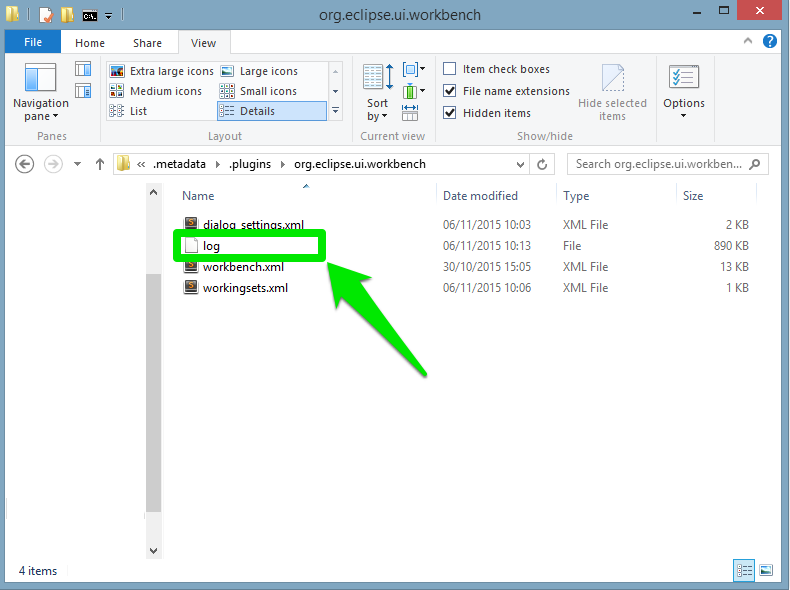 C:\.
org.eclipse.ui.workbench
File Home Share View
Navigation pane
Extra large icons Large icons
Medium icons Small icons
List Details
Sort by
Item check boxes
File name extensions
Hidden items
Hide selected items
Options
Panes Layout Current view Show/hide
« .metadata .plugins org.eclipse.ui.workbench
Search org.eclipse.ui.workben...
Name Date modified Type Size
dialog_settings.xml 06/11/2015 10:03 XML File 2 KB
log 06/11/2015 10:13 File 890 KB
workbench.xml 30/10/2015 15:05 XML File 13 KB
workingsets.xml 06/11/2015 10:06 XML File 1 KB
4 items